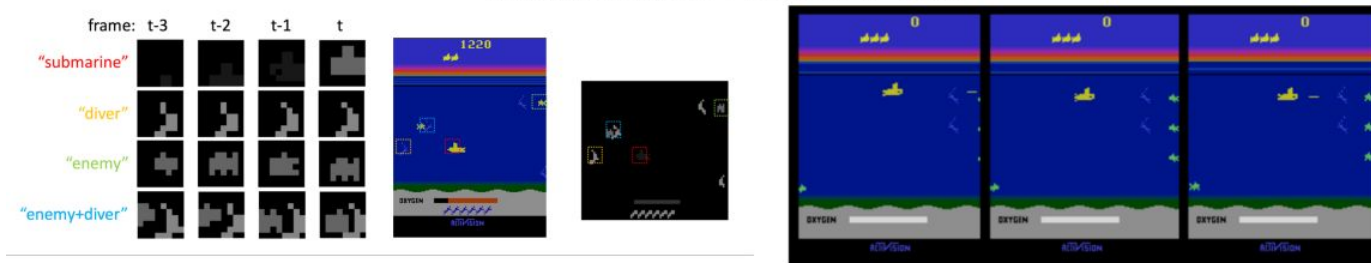 frame: t-3 t-2 t-1 t
"submarine"
"diver"
"enemy"
"enemy+diver"
1220
OXYGEN
ACTIVISION
0
OXYGEN
ACTIVISION
0
OXYGEN
ACTIVISION
0
OXYGEN
ACTIVISION